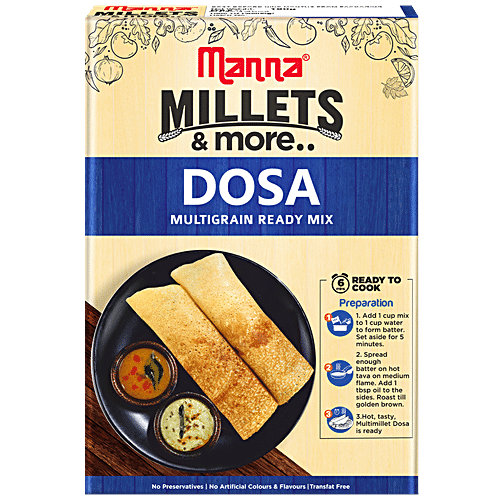 Manna®
MILLETS
& more..
DOSA
MULTIGRAIN READY MIX
6
READY TO
COOK
Preparation
1
1. Add 1 cup mix
to 1 cup water
to form batter.
Set aside for 5
minutes.
2
2. Spread
enough
batter on hot
tava on medium
flame. Add 1
tbsp oil to the
sides. Roast till
golden brown.
3
3.Hot, tasty,
Multimillet Dosa
is ready
No Preservatives | No Artificial Colours & Flavours | Transfat Free